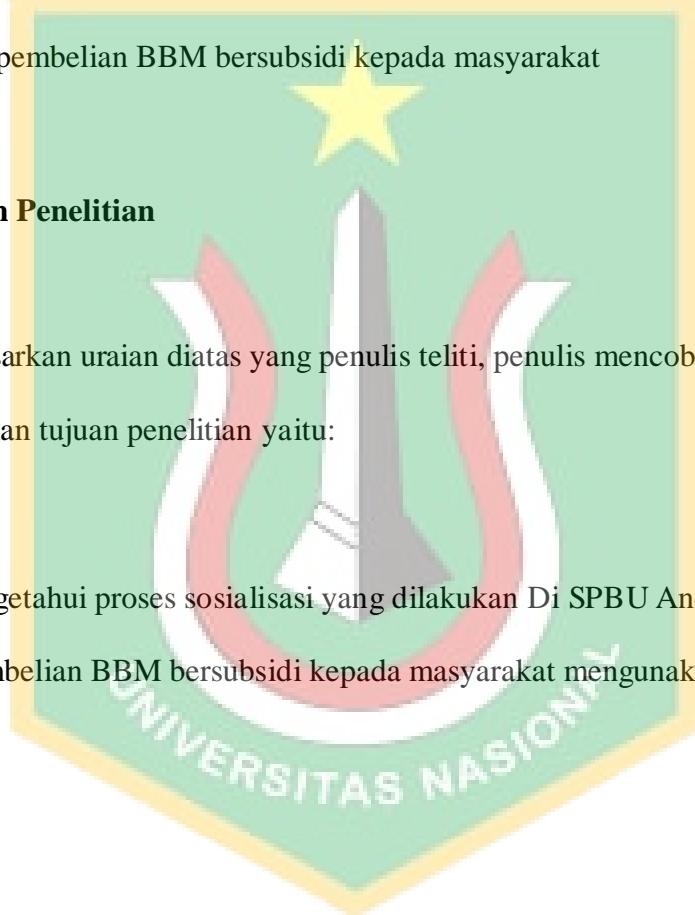 pembelian BBM bersubsidi kepada masyarakat
Penelitian
arkan uraian diatas yang penulis teliti, penulis mencob
an tujuan penelitian yaitu:
getahui proses sosialisasi yang dilakukan Di SPBU An
belian BBM bersubsidi kepada masyarakat mengunak
UNIVERSITAS NASIONAL